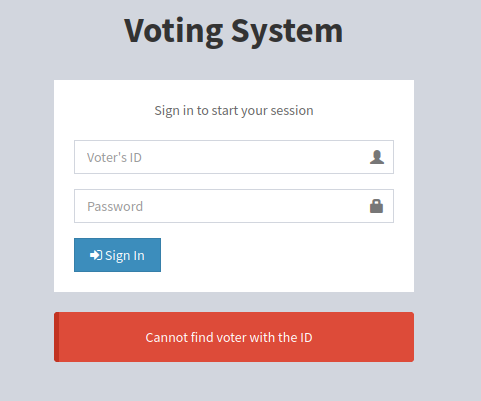 Voting System
Sign in to start your session
Voter's ID
Password
Sign In
Cannot find voter with the ID